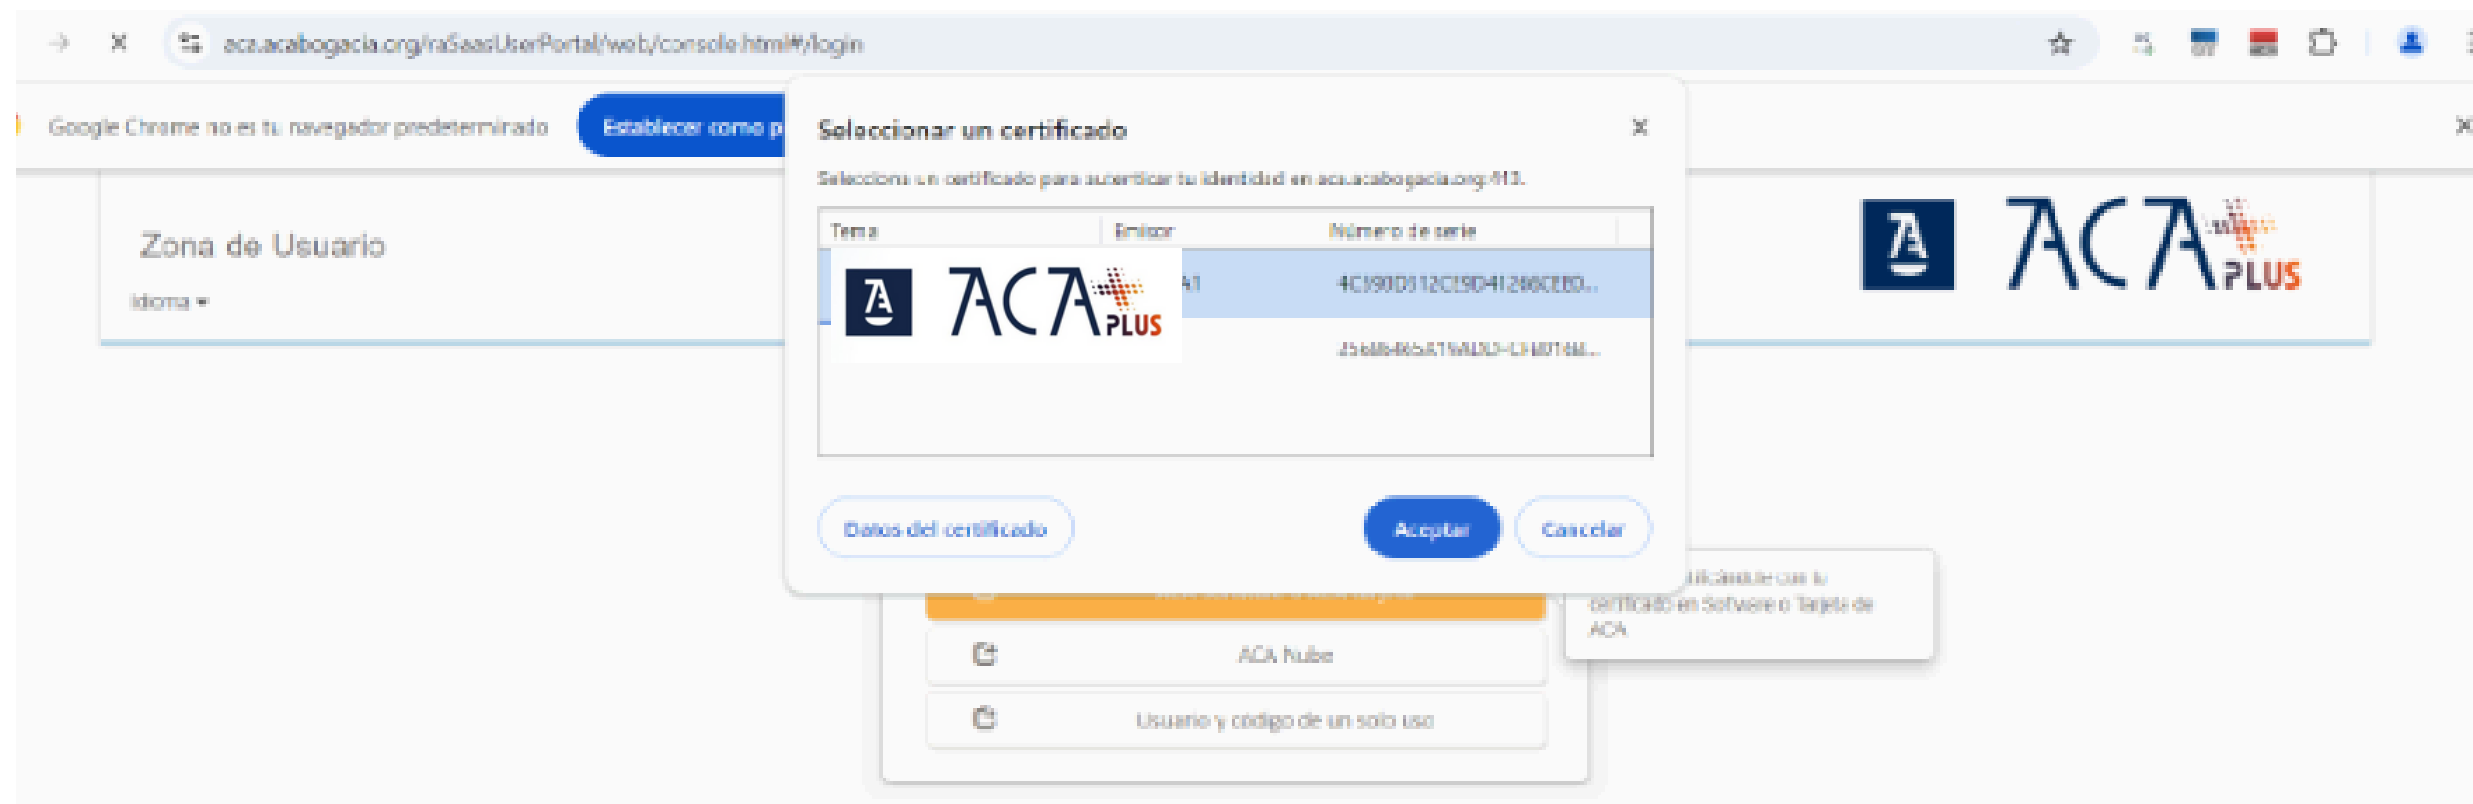 aca.acabogacia.org/raSaasUserPortal/web/console.html#/login
Google Chrome no es tu navegador predeterminado
Establecer como p
Seleccionar un certificado
Selecciona un certificado para autenticar tu identidad en aca.acabogacia.org:443.
Tema Emisor Número de serie
ACA PLUS A1
Zona de Usuario
Idioma
ACA PLUS
Datos del certificado Aceptar Cancelar
certificado en Software o Tarjeta de
ACA
ACA Nube
Usuario y código de un solo uso